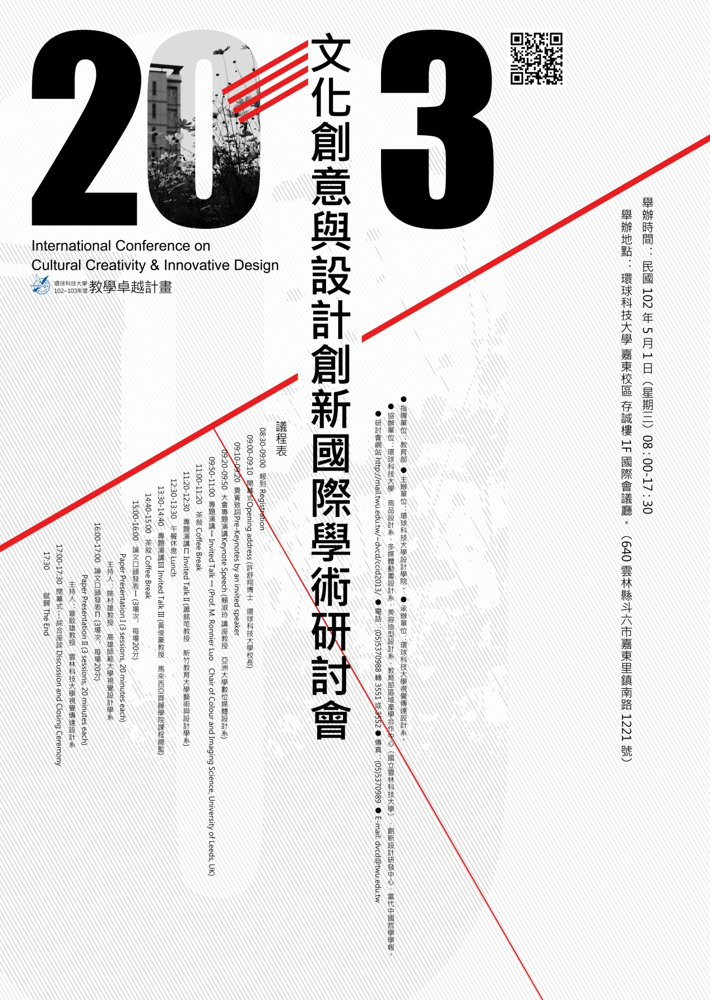 20 3
文化創意與設計創新國際學術研討會
International Conference on
Cultural Creativity & Innovative Design
環球科技大學
102~103年度
教學卓越計畫
舉辦時間：民國 102 年 5 月 1 日（星期三）08 : 00-17 : 30
舉辦地點：環球科技大學 嘉東校區 存誠樓 1F 國際會議廳。（640 雲林縣斗六市嘉東里鎮南路 1221 號）
● 指導單位：教育部 ● 主辦單位：環球科技大學設計學院。 ● 承辦單位：環球科技大學視覺傳達設計系。
● 協辦單位：環球科技大學 商品設計系、多媒體動畫設計系、美容造型設計系、教育部區域產學合作中心（國立雲林科技大學）、創新設計研發中心、當代中國哲學學報。
● 研討會網站 http://mail.twu.edu.tw/~dvcd/ccid2013/ ● 電話：(05)5370988 轉 3551 或 3552 ● 傳真：(05)5370989 ● E-mail: dvcd@twu.edu.tw
議程表
08:30-09:00 報到 Registration
09:00-09:10 開幕式Opening address (許舒翔博士 環球科技大學校長)
09:10-09:20 貴賓致詞Pre-Keynotes by an invited speaker
09:20-09:50 大會專題演講Keynote Speech (賴淑玲 講座教授 亞洲大學數位媒體設計系)
09:50-11:00 專題演講Ⅰ Invited Talk Ⅰ (Prof. M. Ronnier Luo Chair of Colour and Imaging Science, University of Leeds, UK)
11:00-11:20 茶敘 Coffee Break
11:20-12:30 專題演講Ⅱ Invited Talk II (蕭銘芚教授 新竹教育大學藝術與設計學系)
12:30-13:30 午餐休息 Lunch
13:30-14:40 專題演講Ⅲ Invited Talk III (黃俊豪教授 馬來西亞齊藤學院課程總監)
14:40-15:00 茶敘 Coffee Break
15:00-16:00 論文口頭發表Ⅰ (3場次，每場20分)
Paper Presentation I (3 sessions, 20 minutes each)
主持人：姚村雄教授 高雄師範大學視覺設計學系
16:00-17:00 論文口頭發表Ⅱ (3場次，每場20分)
Paper Presentation II (3 sessions, 20 minutes each)
主持人：曾啟雄教授 雲林科技大學視覺傳達設計系
17:00-17:30 閉幕式---綜合座談 Discussion and Closing Ceremony
17:30 賦歸 The End